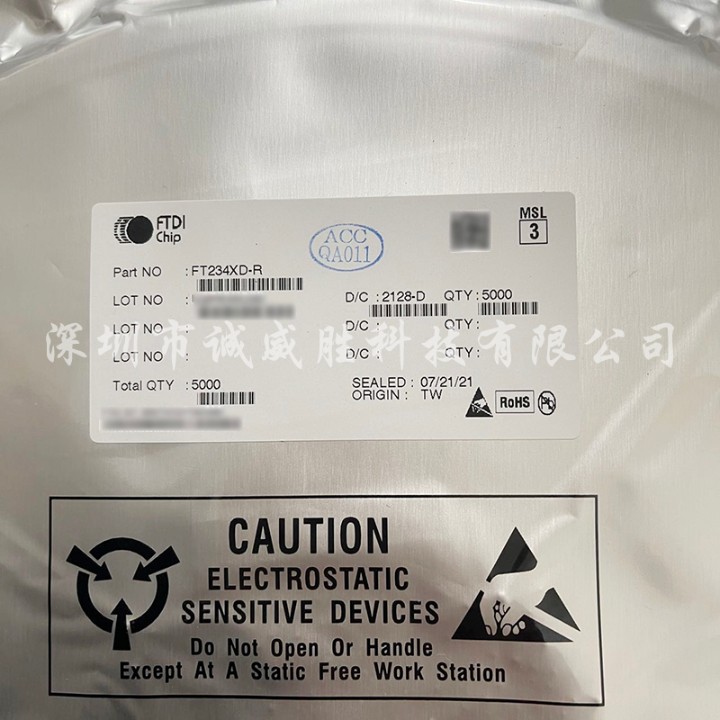 FTDI
Chip
ACC
QA011
MSL
3
Part NO : FT234XD-R
LOT NO :
D/C : 2128-D QTY : 5000
LOT NO :
D/C : QTY :
深圳市诚威胜科技有限公司
LOT NO :
D/C : QTY :
Total QTY : 5000
SEALED : 07/21/21
ORIGIN : TW
RoHS
CAUTION
ELECTROSTATIC
SENSITIVE DEVICES
Do Not Open Or Handle
Except At A Static Free Work Station